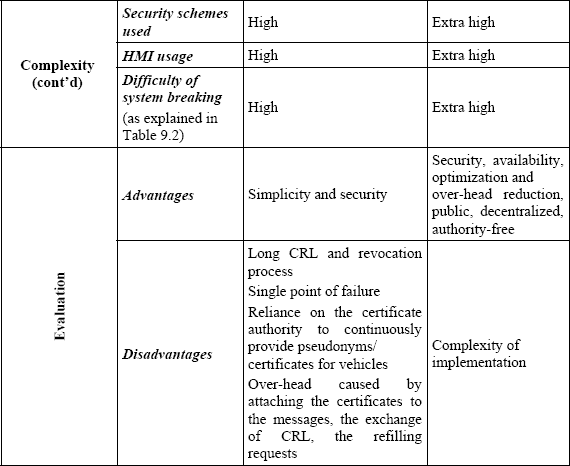 Complexity
(cont'd)
Security schemes
used
High
Extra high
HMI usage
High
Extra high
Difficulty of
system breaking
(as explained in
Table 9.2)
High
Extra high
Evaluation
Advantages
Simplicity and security
Security, availability,
optimization and
over-head reduction,
public, decentralized,
authority-free
Disadvantages
Long CRL and revocation
process
Single point of failure
Reliance on the certificate
authority to continuously
provide pseudonyms/
certificates for vehicles
Over-head caused by
attaching the certificates to
the messages, the exchange
of CRL, the refilling
requests
Complexity of
implementation